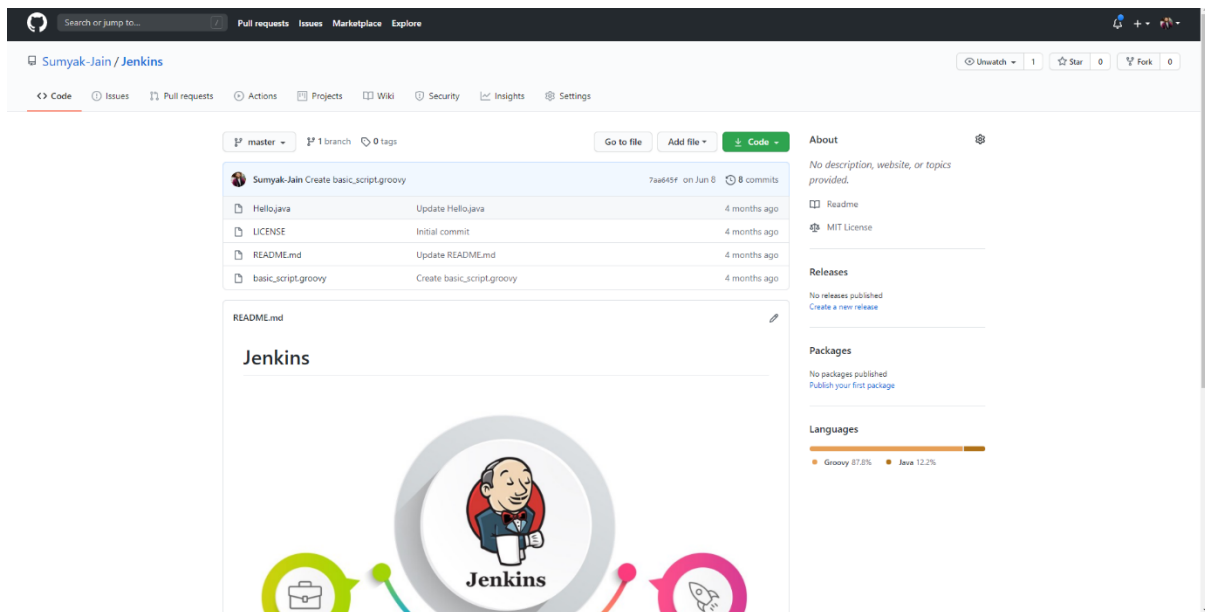 Search or jump to... /
Pull requests Issues Marketplace Explore
Sumyak-Jain / Jenkins
Unwatch 1 Star 0 Fork 0
Code Issues Pull requests Actions Projects Wiki Security Insights Settings
master 1 branch 0 tags
Go to file Add file Code
Sumyak-Jain Create basic_script.groovy 7aa645f on Jun 8 8 commits
Hello.java Update Hello.java 4 months ago
LICENSE Initial commit 4 months ago
README.md Update README.md 4 months ago
basic_script.groovy Create basic_script.groovy 4 months ago
README.md
Jenkins
Jenkins
About
No description, website, or topics
provided.
Readme
MIT License
Releases
No releases published
Create a new release
Packages
No packages published
Publish your first package
Languages
Groovy 87.8% Java 12.2%